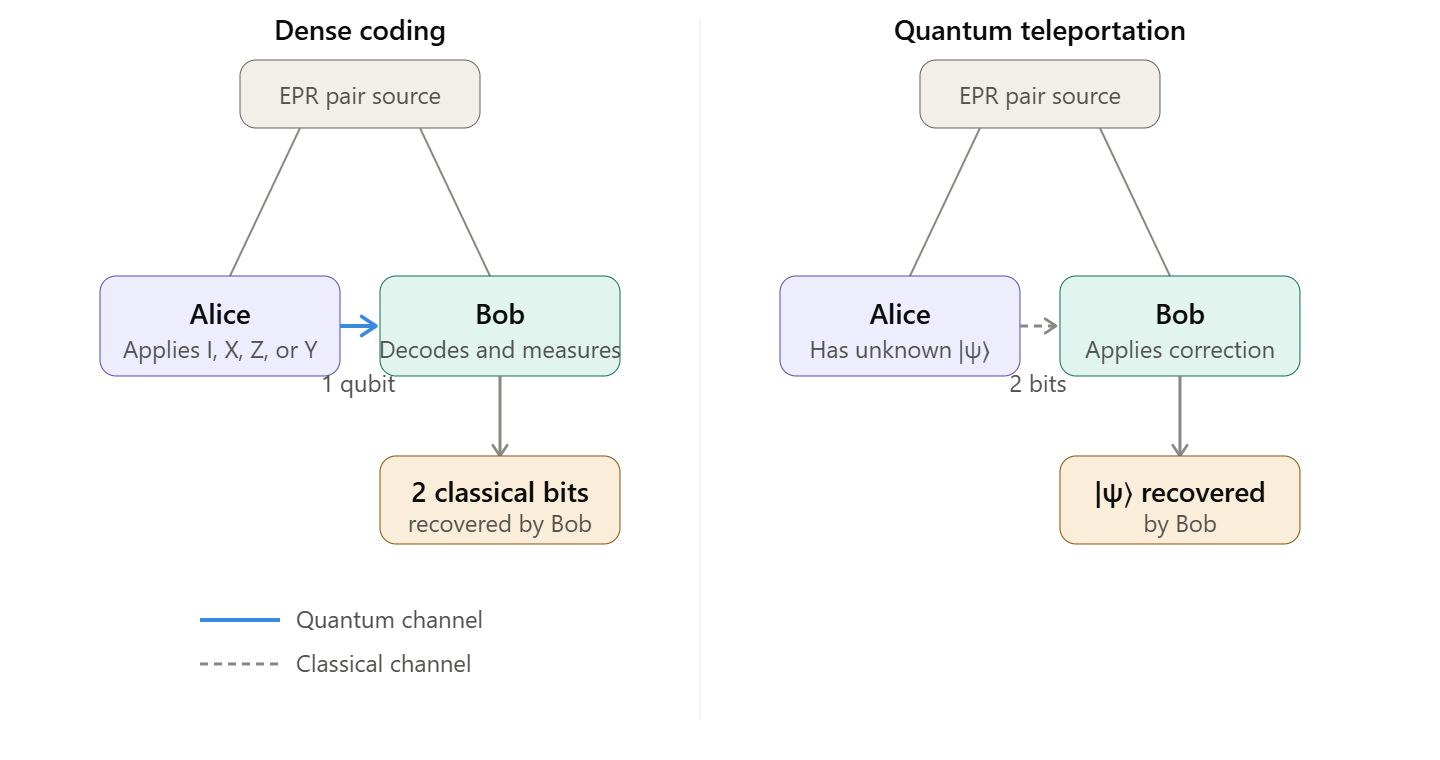 Dense coding
EPR pair source
Alice
Applies I, X, Z, or Y
1 qubit
Bob
Decodes and measures
2 classical bits
recovered by Bob
Quantum channel
Classical channel
Quantum teleportation
EPR pair source
Alice
Has unknown |ψ⟩
2 bits
Bob
Applies correction
|ψ⟩ recovered
by Bob